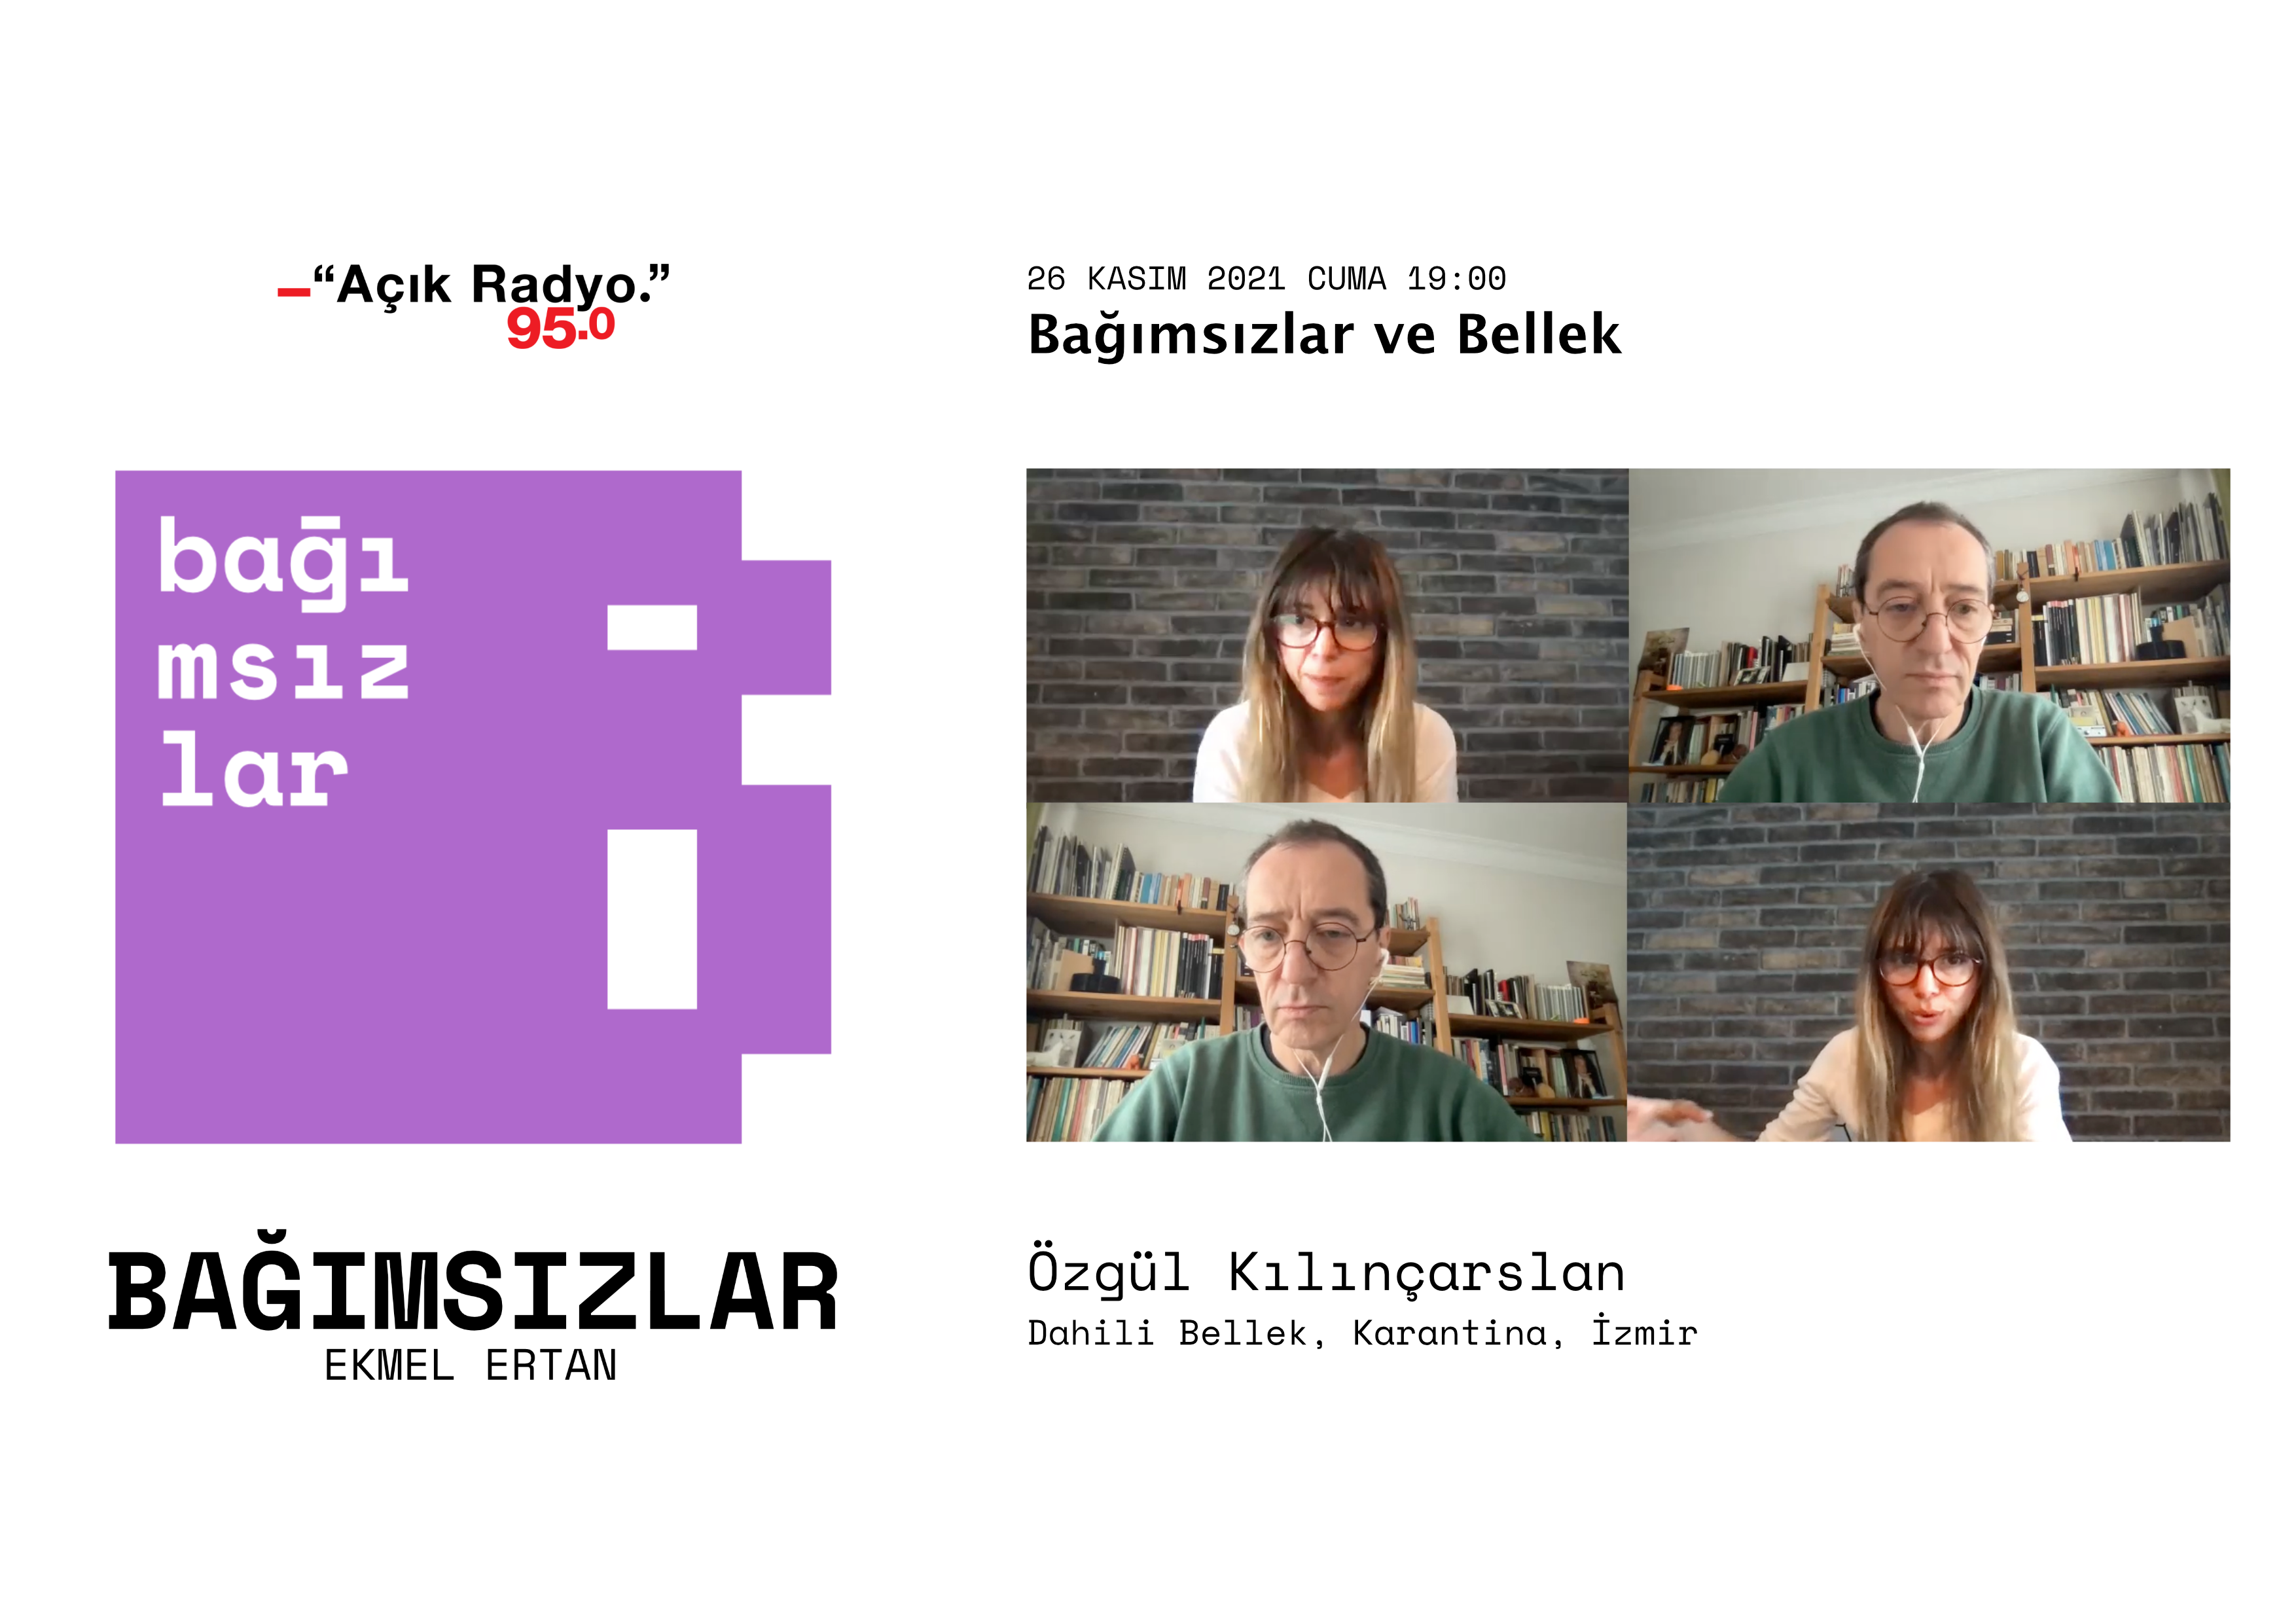 —“Açık Radyo.”
95.0
bağı
msız
lar
BAĞIMSIZLAR
EKMEL ERTAN
26 KASIM 2021 CUMA 19:00
Bağımsızlar ve Bellek
Özgül Kılınçarslan
Dahili Bellek, Karantina, İzmir